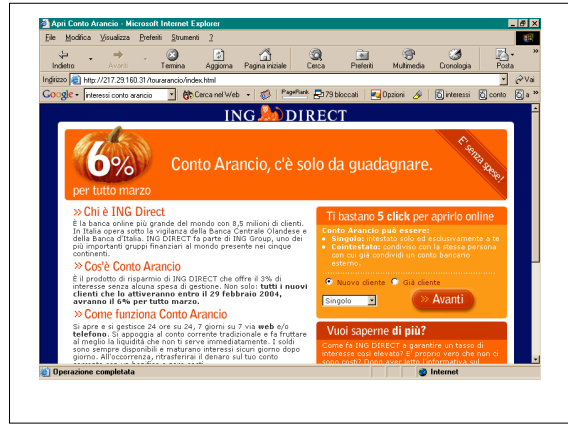 Apri Conto Arancio - Microsoft Internet Explorer
File Modifica Visualizza Preferiti Strumenti ?
Indietro Avanti Termina Aggiorna Pagina iniziale Cerca Preferiti Multimedia Cronologia Posta »
Indirizzo http://217.29.160.31/tourarancio/index.html Vai
Google interessi conto arancio Cerca nel Web PageRank 79 bloccati Opzioni interessi conto a »
ING DIRECT
6%
per tutto marzo
Conto Arancio, c'è solo da guadagnare.
E' senza spese!
» Chi è ING Direct
È la banca online più grande del mondo con 8,5 milioni di clienti.
In Italia opera sotto la vigilanza della Banca Centrale Olandese e
della Banca d'Italia. ING DIRECT fa parte di ING Group, uno dei
più importanti gruppi finanziari al mondo presente nei cinque
continenti.
» Cos'è Conto Arancio
È il prodotto di risparmio di ING DIRECT che offre il 3% di
interesse senza alcuna spesa di gestione. Non solo: tutti i nuovi
clienti che lo attiveranno entro il 29 febbraio 2004,
avranno il 6% per tutto marzo.
» Come funziona Conto Arancio
Si apre e si gestisce 24 ore su 24, 7 giorni su 7 via web e/o
telefono. Si appoggia al conto corrente tradizionale e fa fruttare
al meglio la liquidità che non ti serve immediatamente. I soldi
sono sempre disponibili e maturano interessi sicuri giorno dopo
giorno. All'occorrenza, ritrasferirai il denaro sul tuo conto
Ti bastano 5 click per aprirlo online
Conto Arancio può essere:
• Singolo: intestato solo ed esclusivamente a te
• Cointestato: condiviso con la stessa persona
con cui già condividi un conto bancario
esterno.
Nuovo cliente Già cliente
Singolo
» Avanti
Vuoi saperne di più?
Come fa ING DIRECT a garantire un tasso di
interesse così elevato? E' proprio vero che non ci
sono costi? Dopo aver letto l'informativa sul
Operazione completata
Internet